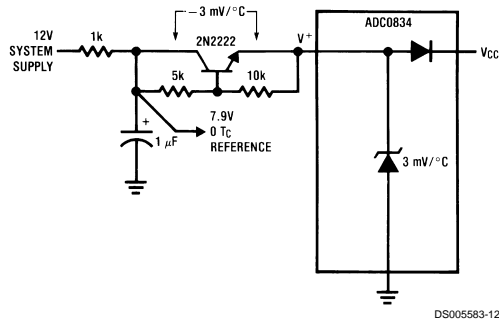 12V
SYSTEM
SUPPLY
1k
−3 mV/°C
2N2222
V+
ADC0834
VCC
5k
10k
+
1 μF
7.9V
0 TC
REFERENCE
3 mV/°C
DS005583-12